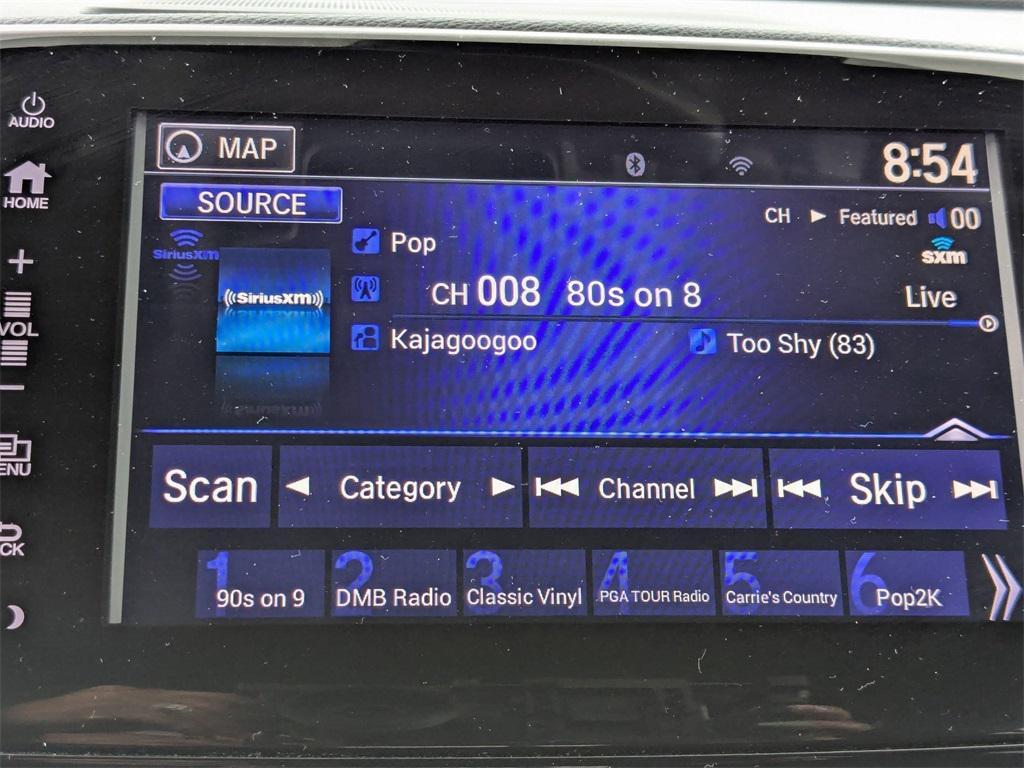 AUDIO
MAP
8:54
HOME
SOURCE
CH ▶ Featured 00
SiriusXM
Pop
sxm
((SiriusXM))
CH 008 80s on 8
Live
VOL
Kajagoogoo
Too Shy (83)
ENU
Scan
Category
Channel
Skip
CK
1 90s on 9
2 DMB Radio
3 Classic Vinyl
4 PGA TOUR Radio
5 Carrie's Country
6 Pop2K